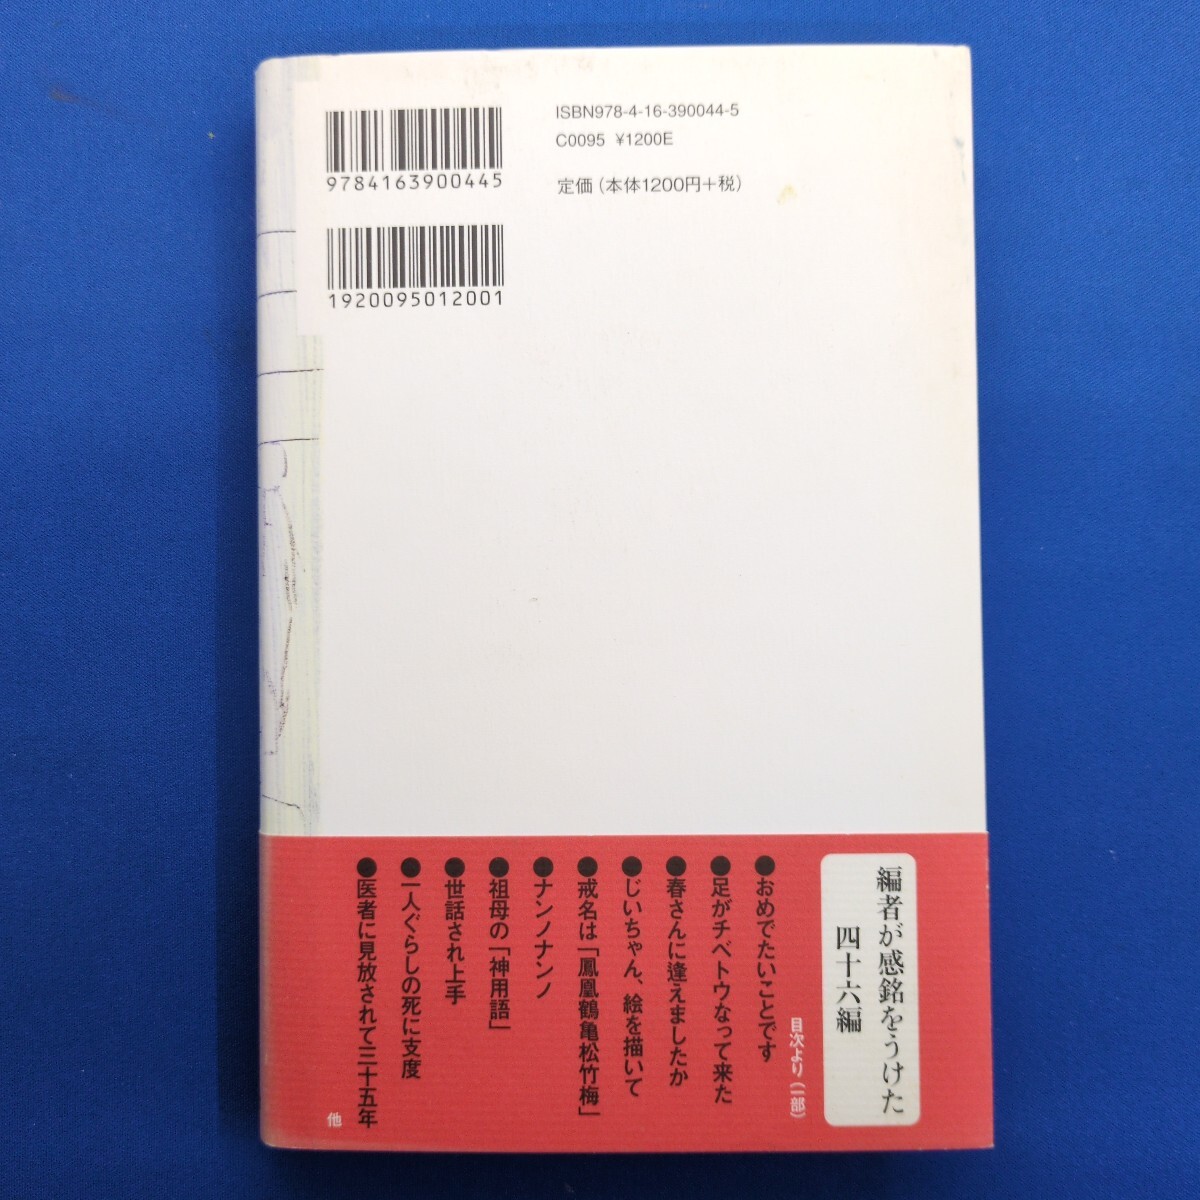 ISBN978-4-16-390044-5
C0095 ¥1200E
定価(本体1200円+税)
9784163900445
1920095012001
編者が感銘をうけた
四十六編
目次より(一部)
●おめでたいことです
●足がチベトウなって来た
●春さんに逢えましたか
●じいちゃん、絵を描いて
●戒名は「鳳凰鶴亀松竹梅」
●ナンノナンノ
●祖母の「神用語」
●世話され上手
●一人ぐらしの死に支度
●医者に見放されて三十五年
他